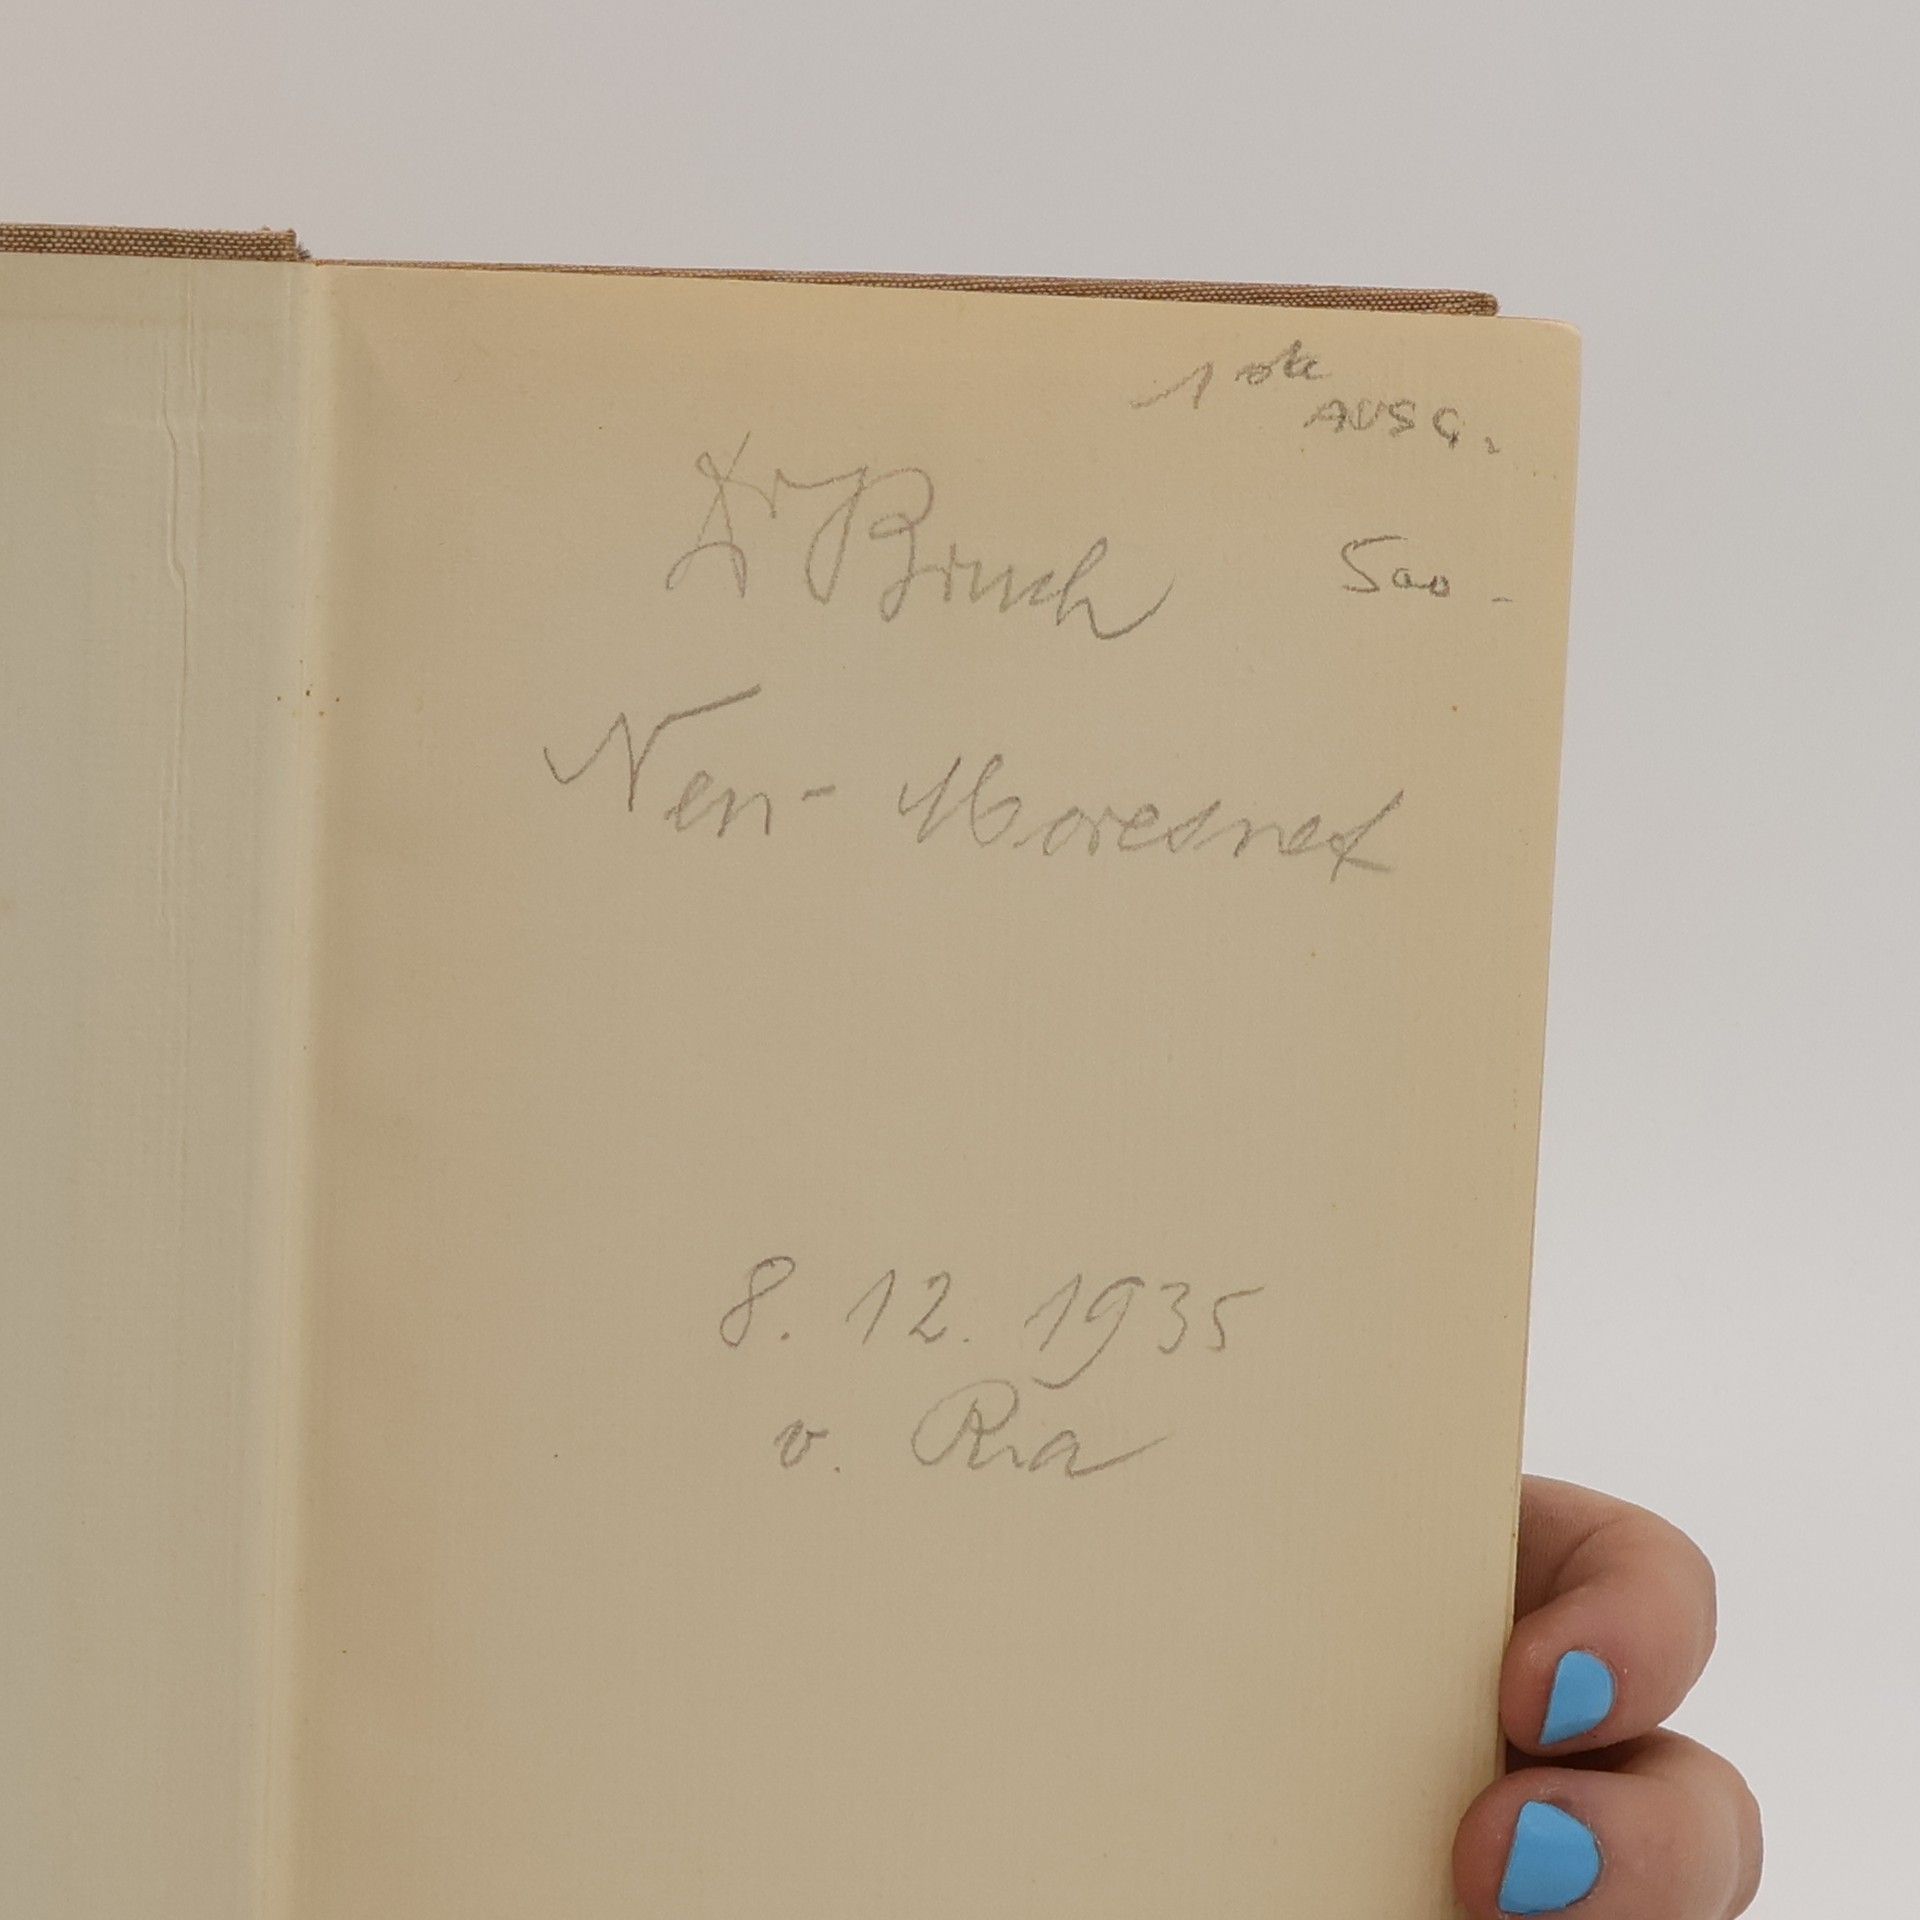 1ste
AUSG.
Dr Bruch
500 -
Neu-Moresnet
8. 12. 1935
v. Ria